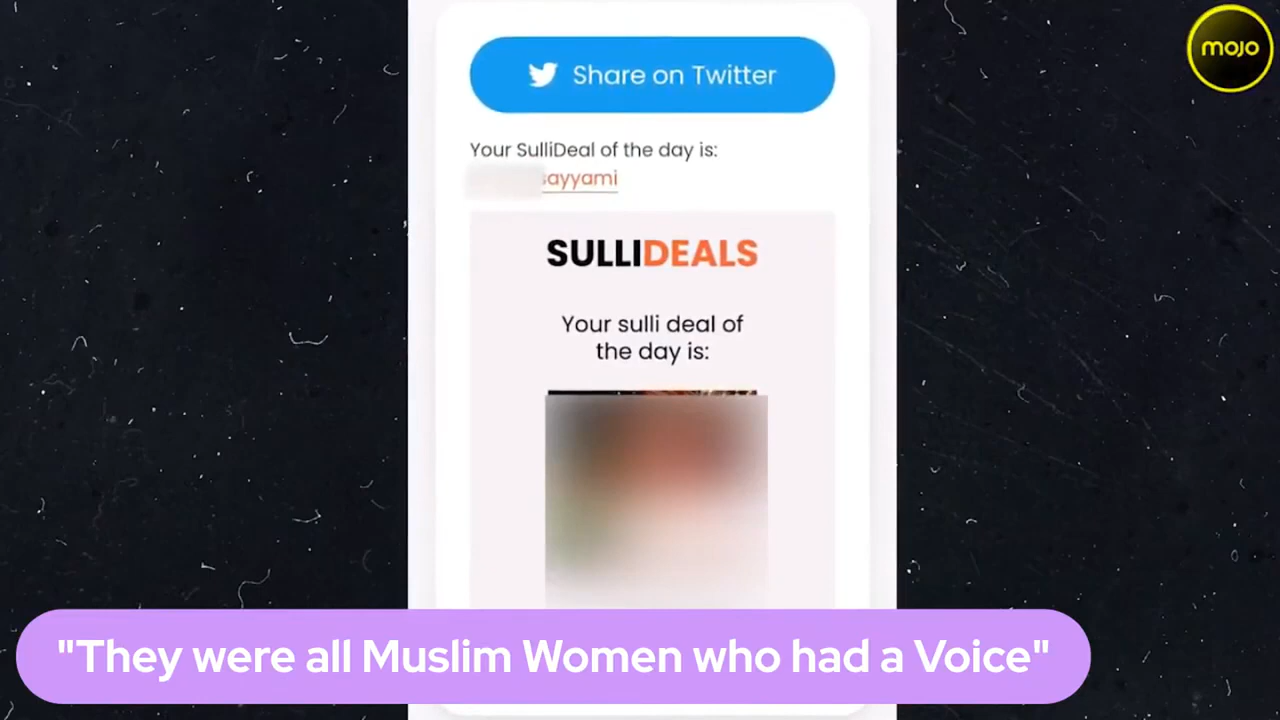 mojo
Share on Twitter
Your SulliDeal of the day is:
sayyami
SULLIDEALS
Your sulli deal of
the day is:
"They were all Muslim Women who had a Voice"